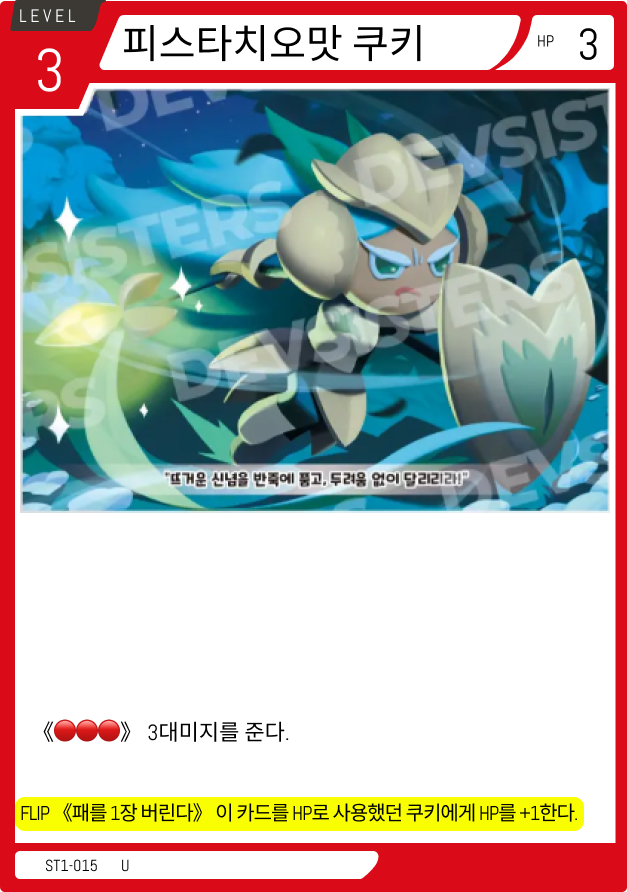 LEVEL
3
피스타치오맛 쿠키
HP 3
DEVSISTERS
DEVSISTERS
DEVSISTERS
"뜨거운 신념을 반죽에 품고, 두려움 없이 달리리라!"
《🔴🔴🔴》 3대미지를 준다.
FLIP 《패를 1장 버린다》 이 카드를 HP로 사용했던 쿠키에게 HP를 +1한다.
ST1-015 U